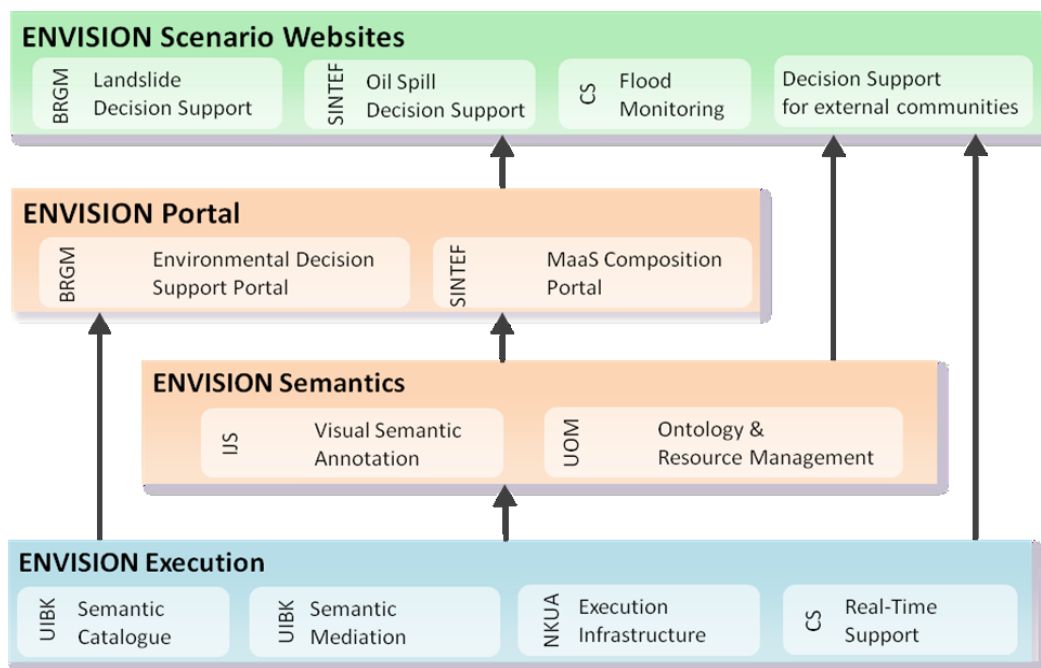 ENVISION Scenario Websites
BRGM
Landslide
Decision Support
SINTEF
Oil Spill
Decision Support
CS
Flood
Monitoring
Decision Support
for external communities
ENVISION Portal
BRGM
Environmental Decision
Support Portal
SINTEF
MaaS Composition
Portal
ENVISION Semantics
IJS
Visual Semantic
Annotation
UOM
Ontology &
Resource Management
ENVISION Execution
UIBK
Semantic
Catalogue
UIBK
Semantic
Mediation
NKUA
Execution
Infrastructure
CS
Real-Time
Support